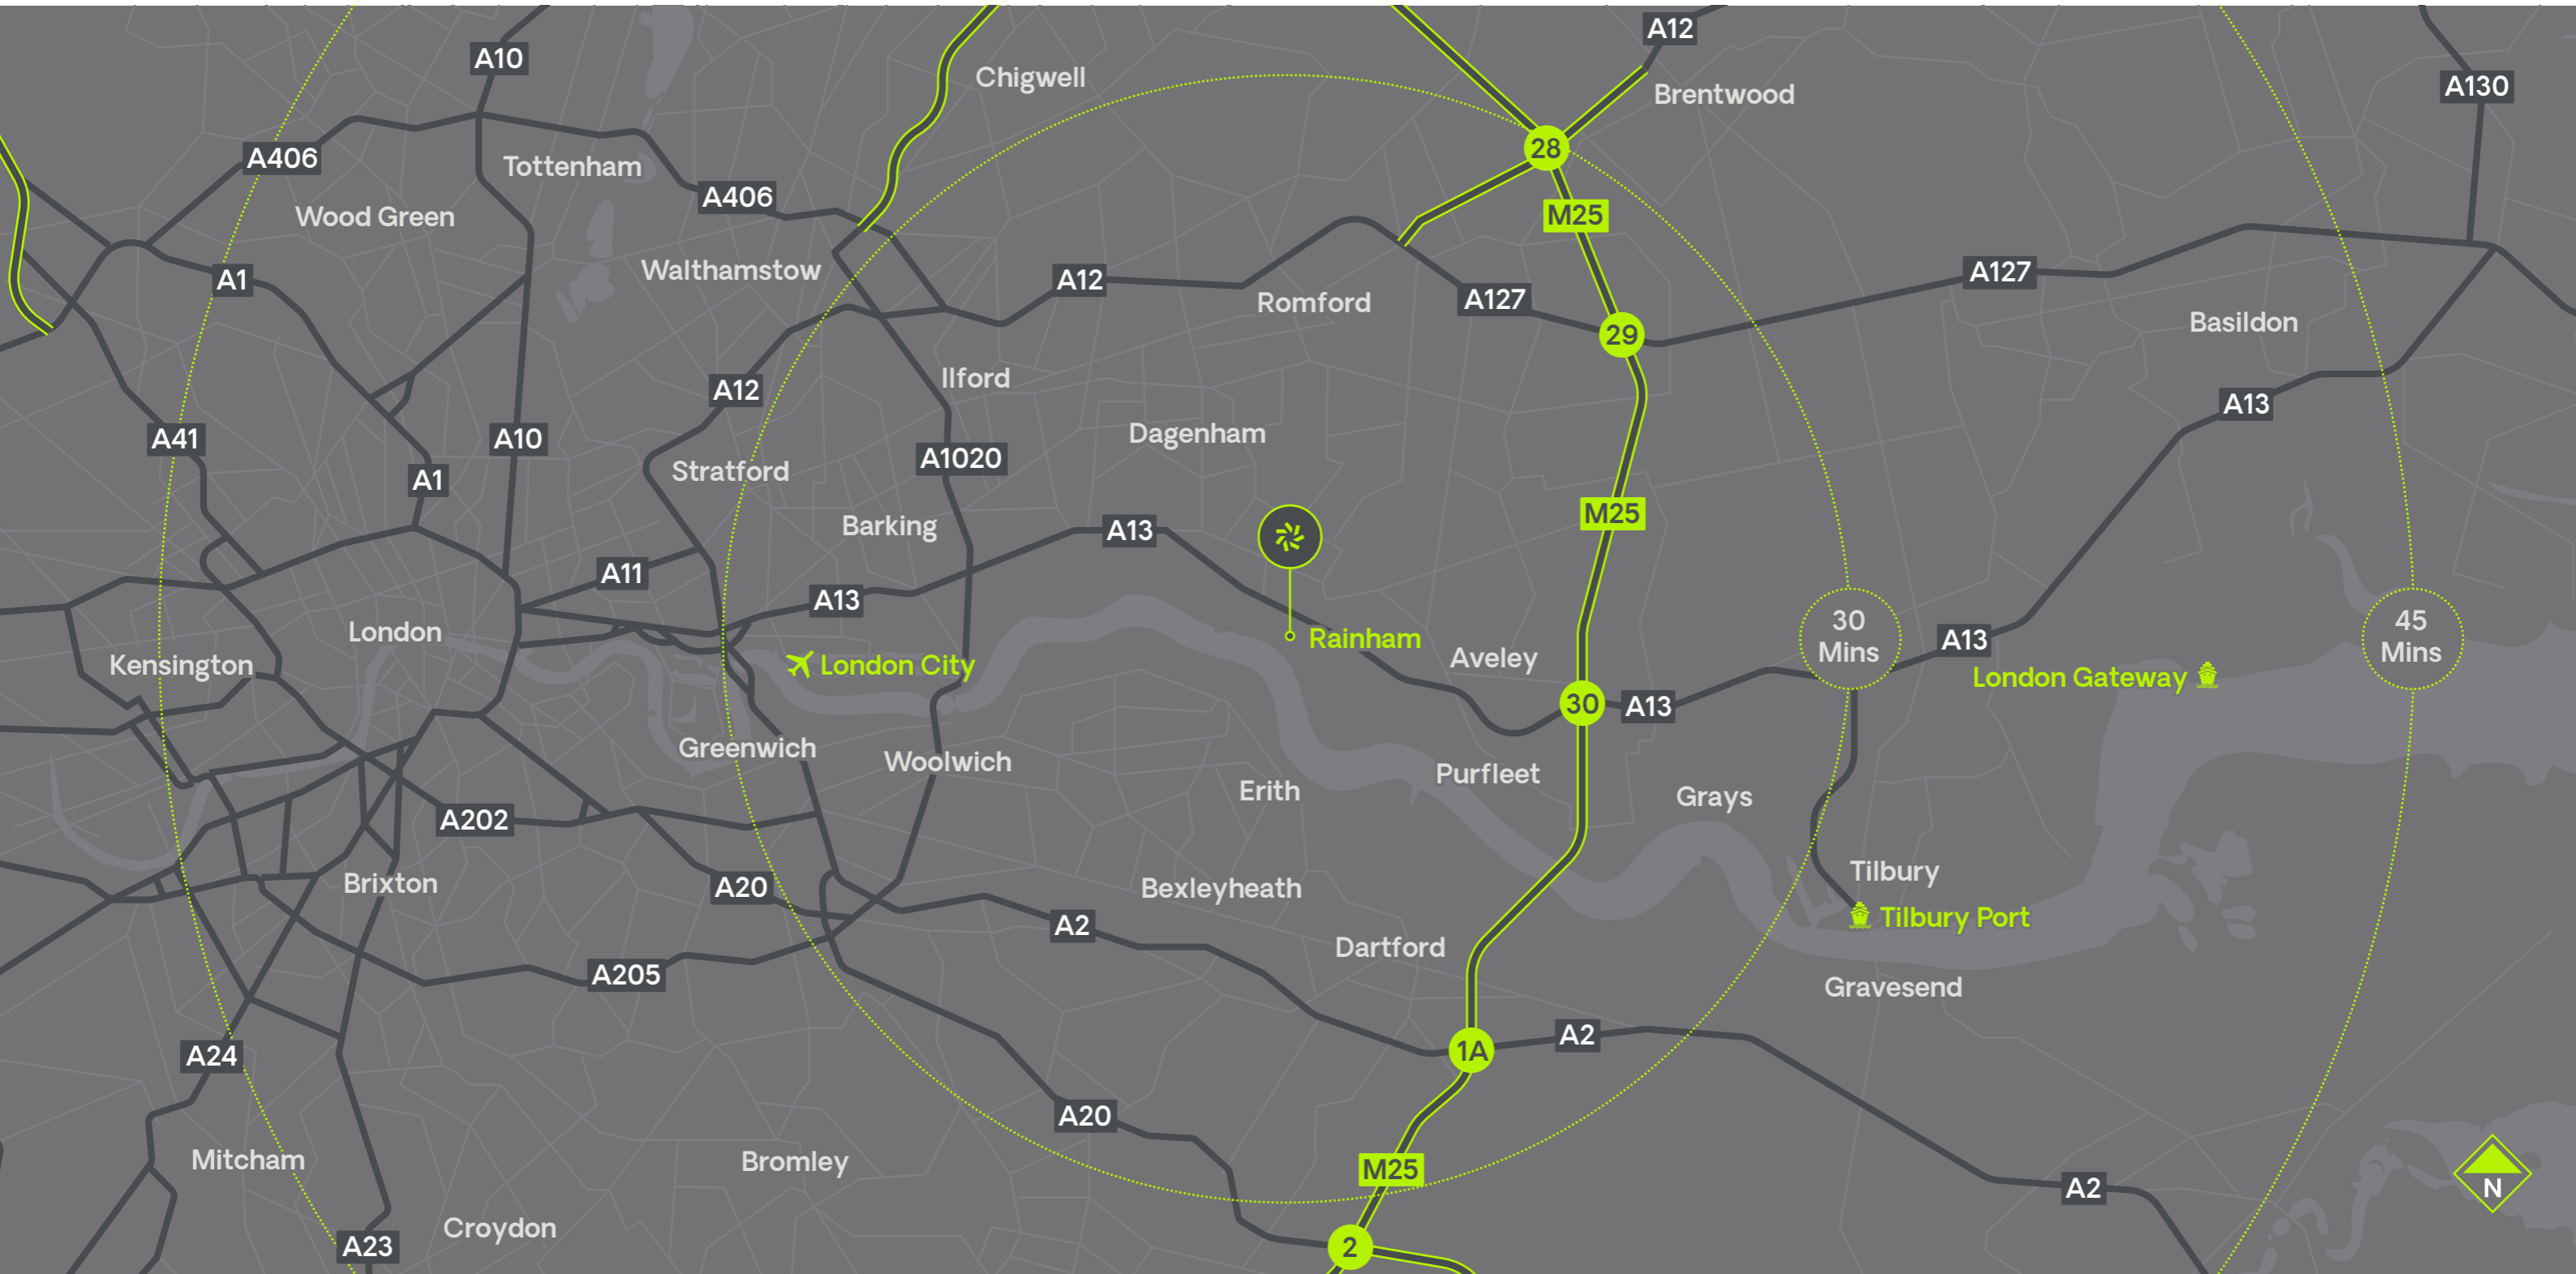 A12
A10
Chigwell
A130
Brentwood
28
A406
Tottenham
A406
Wood Green
M25
Walthamstow
A1
A12
A127
Romford
A127
29
Basildon
Ilford
A12
A13
Dagenham
A41
A10
A1020
Stratford
A1
M25
Barking
A13
A11
A13
London
Rainham
30
Mins
45
Mins
A13
Kensington
London City
Aveley
London Gateway
30
A13
Greenwich
Woolwich
Purfleet
Erith
Grays
A202
Tilbury
Brixton
A20
Bexleyheath
Tilbury Port
A2
Dartford
A205
Gravesend
A24
1A
A2
A20
Mitcham
Bromley
M25
A2
N
Croydon
A23
2